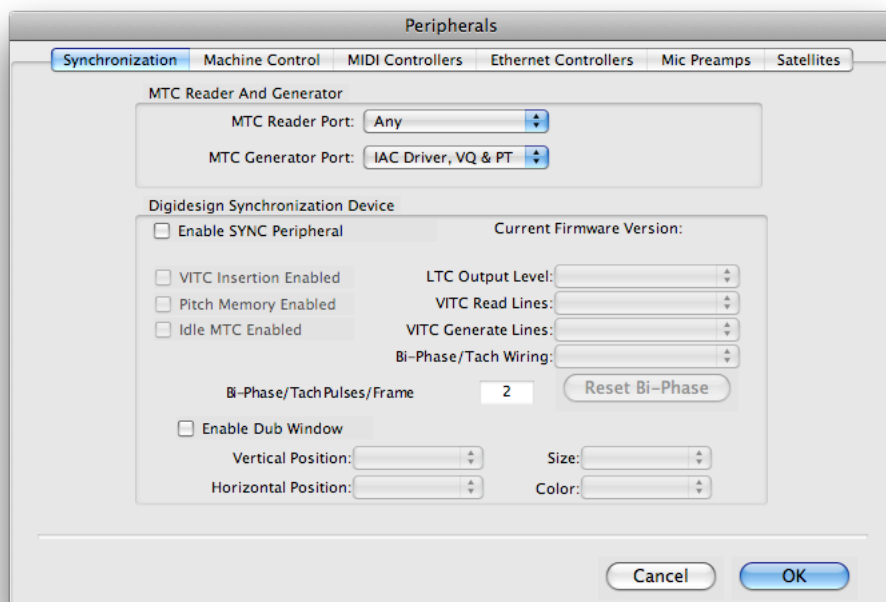 Peripherals
Synchronization Machine Control MIDI Controllers Ethernet Controllers Mic Preamps Satellites
MTC Reader And Generator
MTC Reader Port: Any
MTC Generator Port: IAC Driver, VQ & PT
Digidesign Synchronization Device
Enable SYNC Peripheral Current Firmware Version:
VITC Insertion Enabled LTC Output Level:
Pitch Memory Enabled VITC Read Lines:
Idle MTC Enabled VITC Generate Lines:
Bi-Phase/Tach Wiring:
Bi-Phase/TachPulses/Frame 2 Reset Bi-Phase
Enable Dub Window
Vertical Position: Size:
Horizontal Position: Color:
Cancel OK